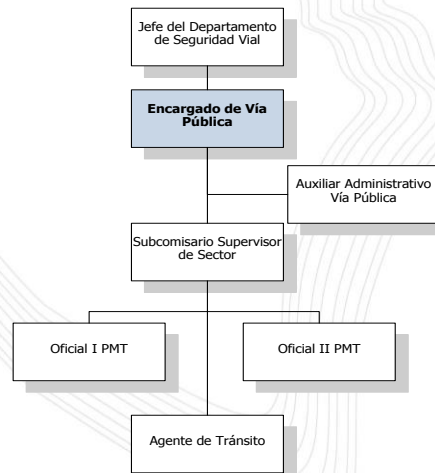 Jefe del Departamento
de Seguridad Vial
Encargado de Vía
Pública
Auxiliar Administrativo
Vía Pública
Subcomisario Supervisor
de Sector
Oficial I PMT
Oficial II PMT
Agente de Tránsito